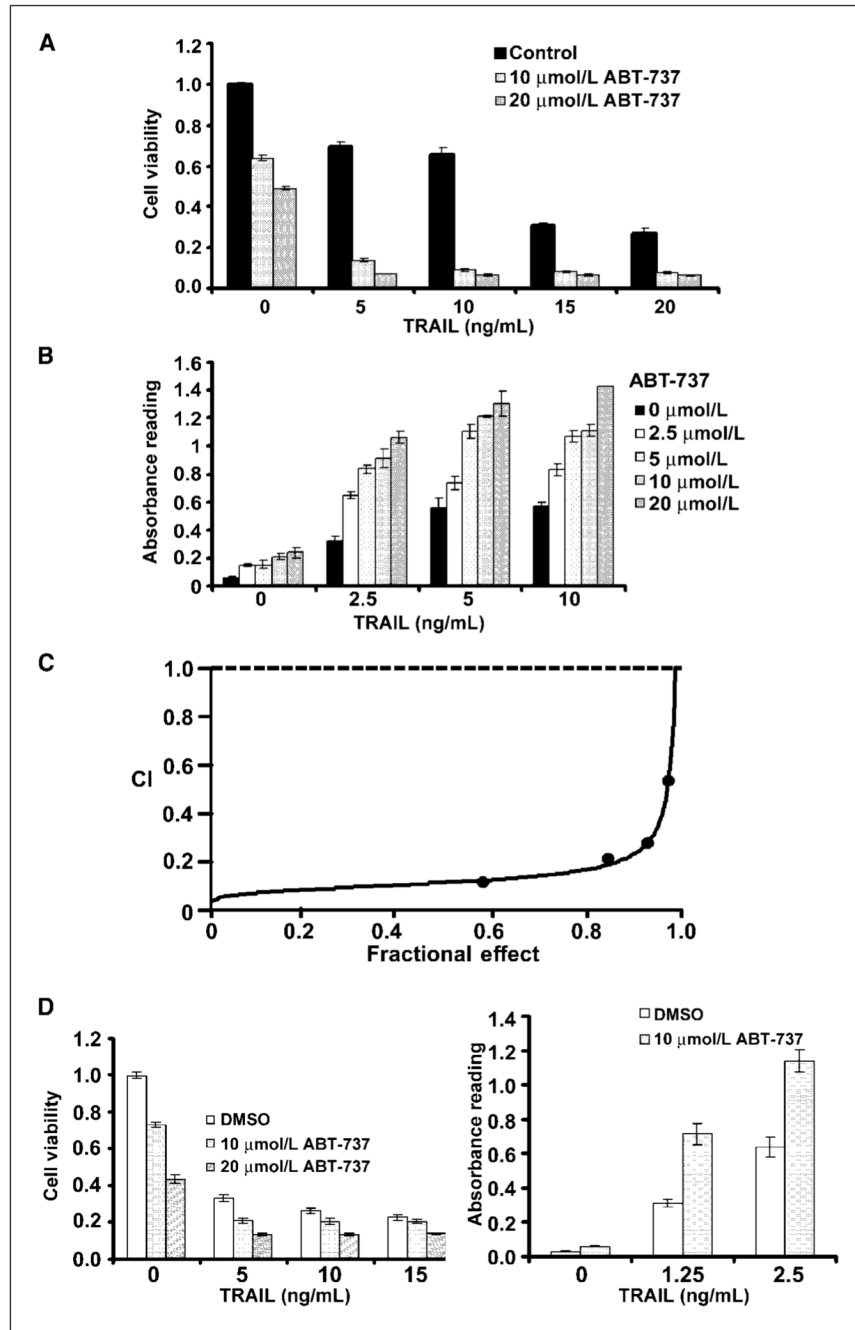 A
1.2
1.0
0.8
0.6
0.4
0.2
0.0
Cell viability
Control
10 μmol/L ABT-737
20 μmol/L ABT-737
0 5 10 15 20
TRAIL (ng/mL)
B
1.6
1.4
1.2
1
0.8
0.6
0.4
0.2
0
Absorbance reading
ABT-737
0 μmol/L
2.5 μmol/L
5 μmol/L
10 μmol/L
20 μmol/L
0 2.5 5 10
TRAIL (ng/mL)
C
1.0
0.8
0.6
0.4
0.2
0
CI
0 0.2 0.4 0.6 0.8 1.0
Fractional effect
D
1.2
1.0
0.8
0.6
0.4
0.2
0.0
Cell viability
DMSO
10 μmol/L ABT-737
20 μmol/L ABT-737
0 5 10 15
TRAIL (ng/mL)
1.4
1.2
1.0
0.8
0.6
0.4
0.2
0.0
Absorbance reading
DMSO
10 μmol/L ABT-737
0 1.25 2.5
TRAIL (ng/mL)